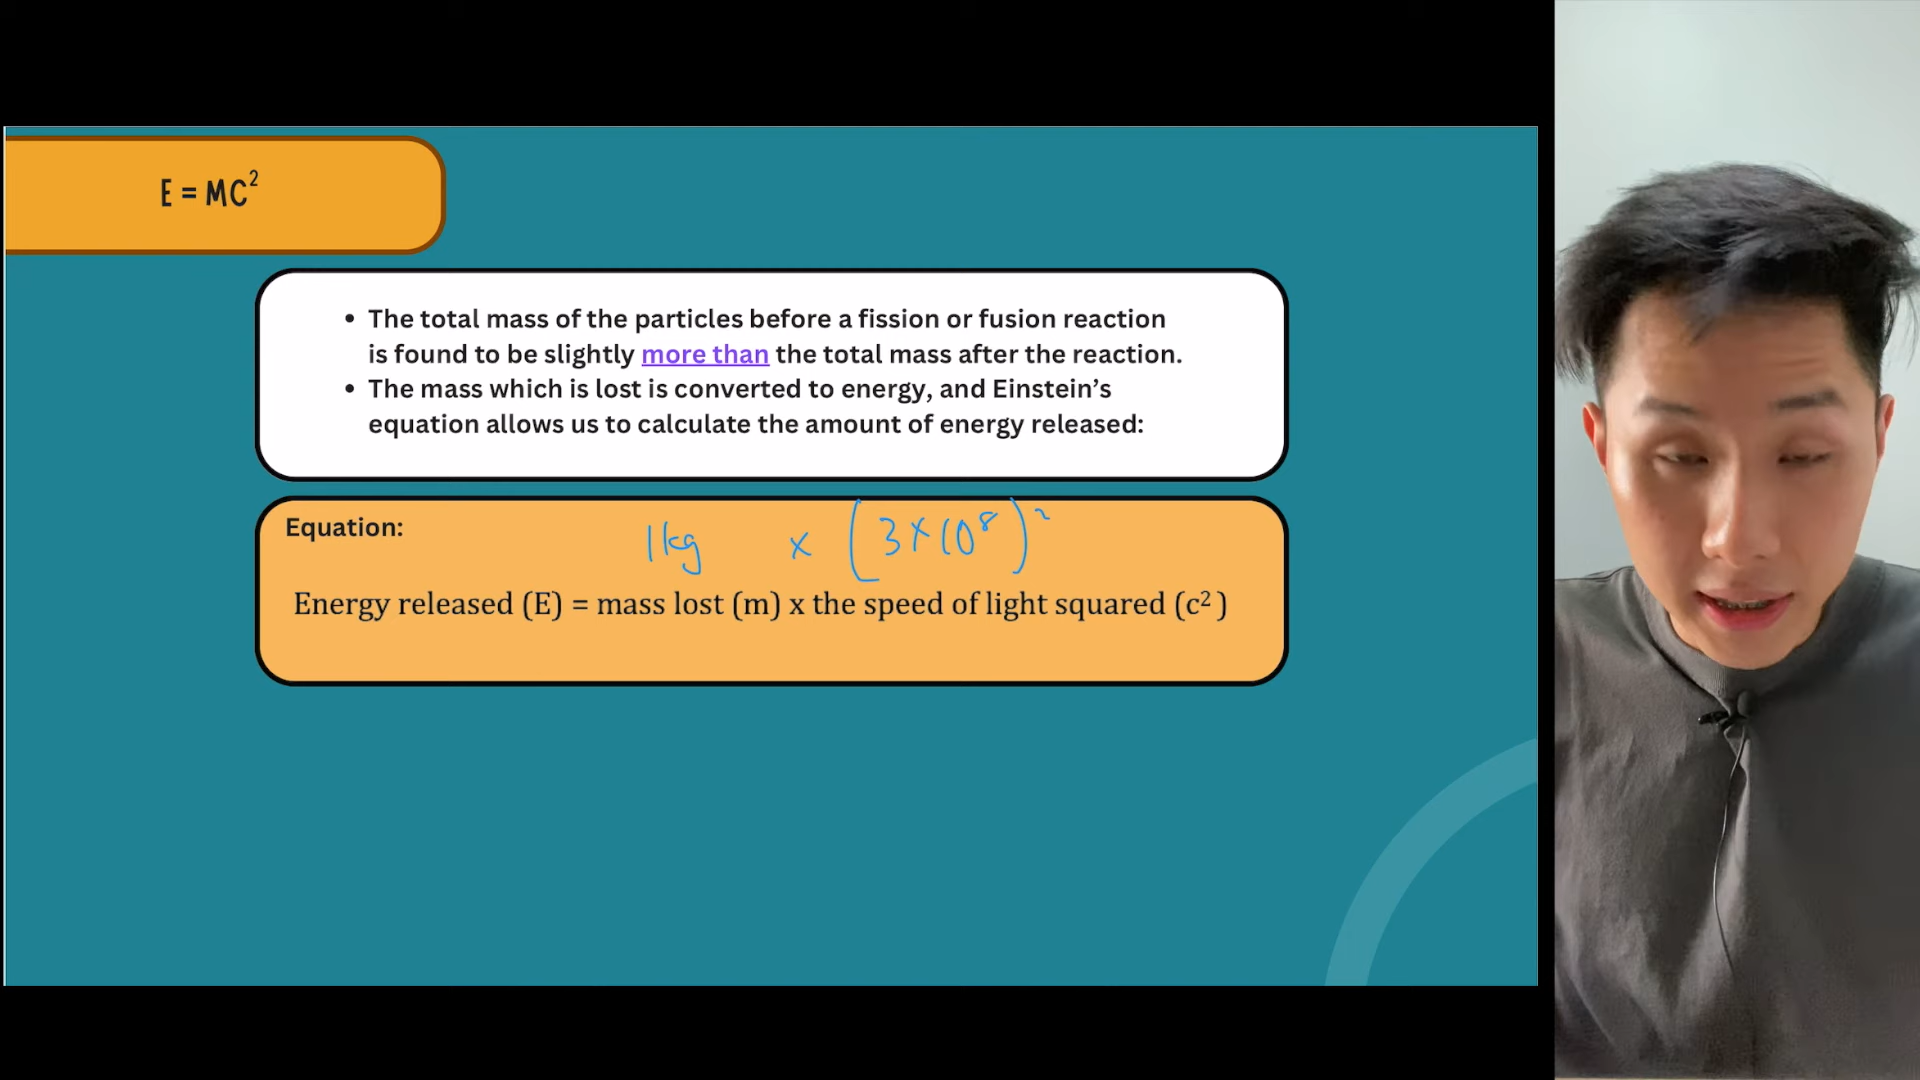 E = MC²
• The total mass of the particles before a fission or fusion reaction
is found to be slightly more than the total mass after the reaction.
• The mass which is lost is converted to energy, and Einstein’s
equation allows us to calculate the amount of energy released:
Equation:
1kg x (3×10⁸)²
Energy released (E) = mass lost (m) x the speed of light squared (c²)